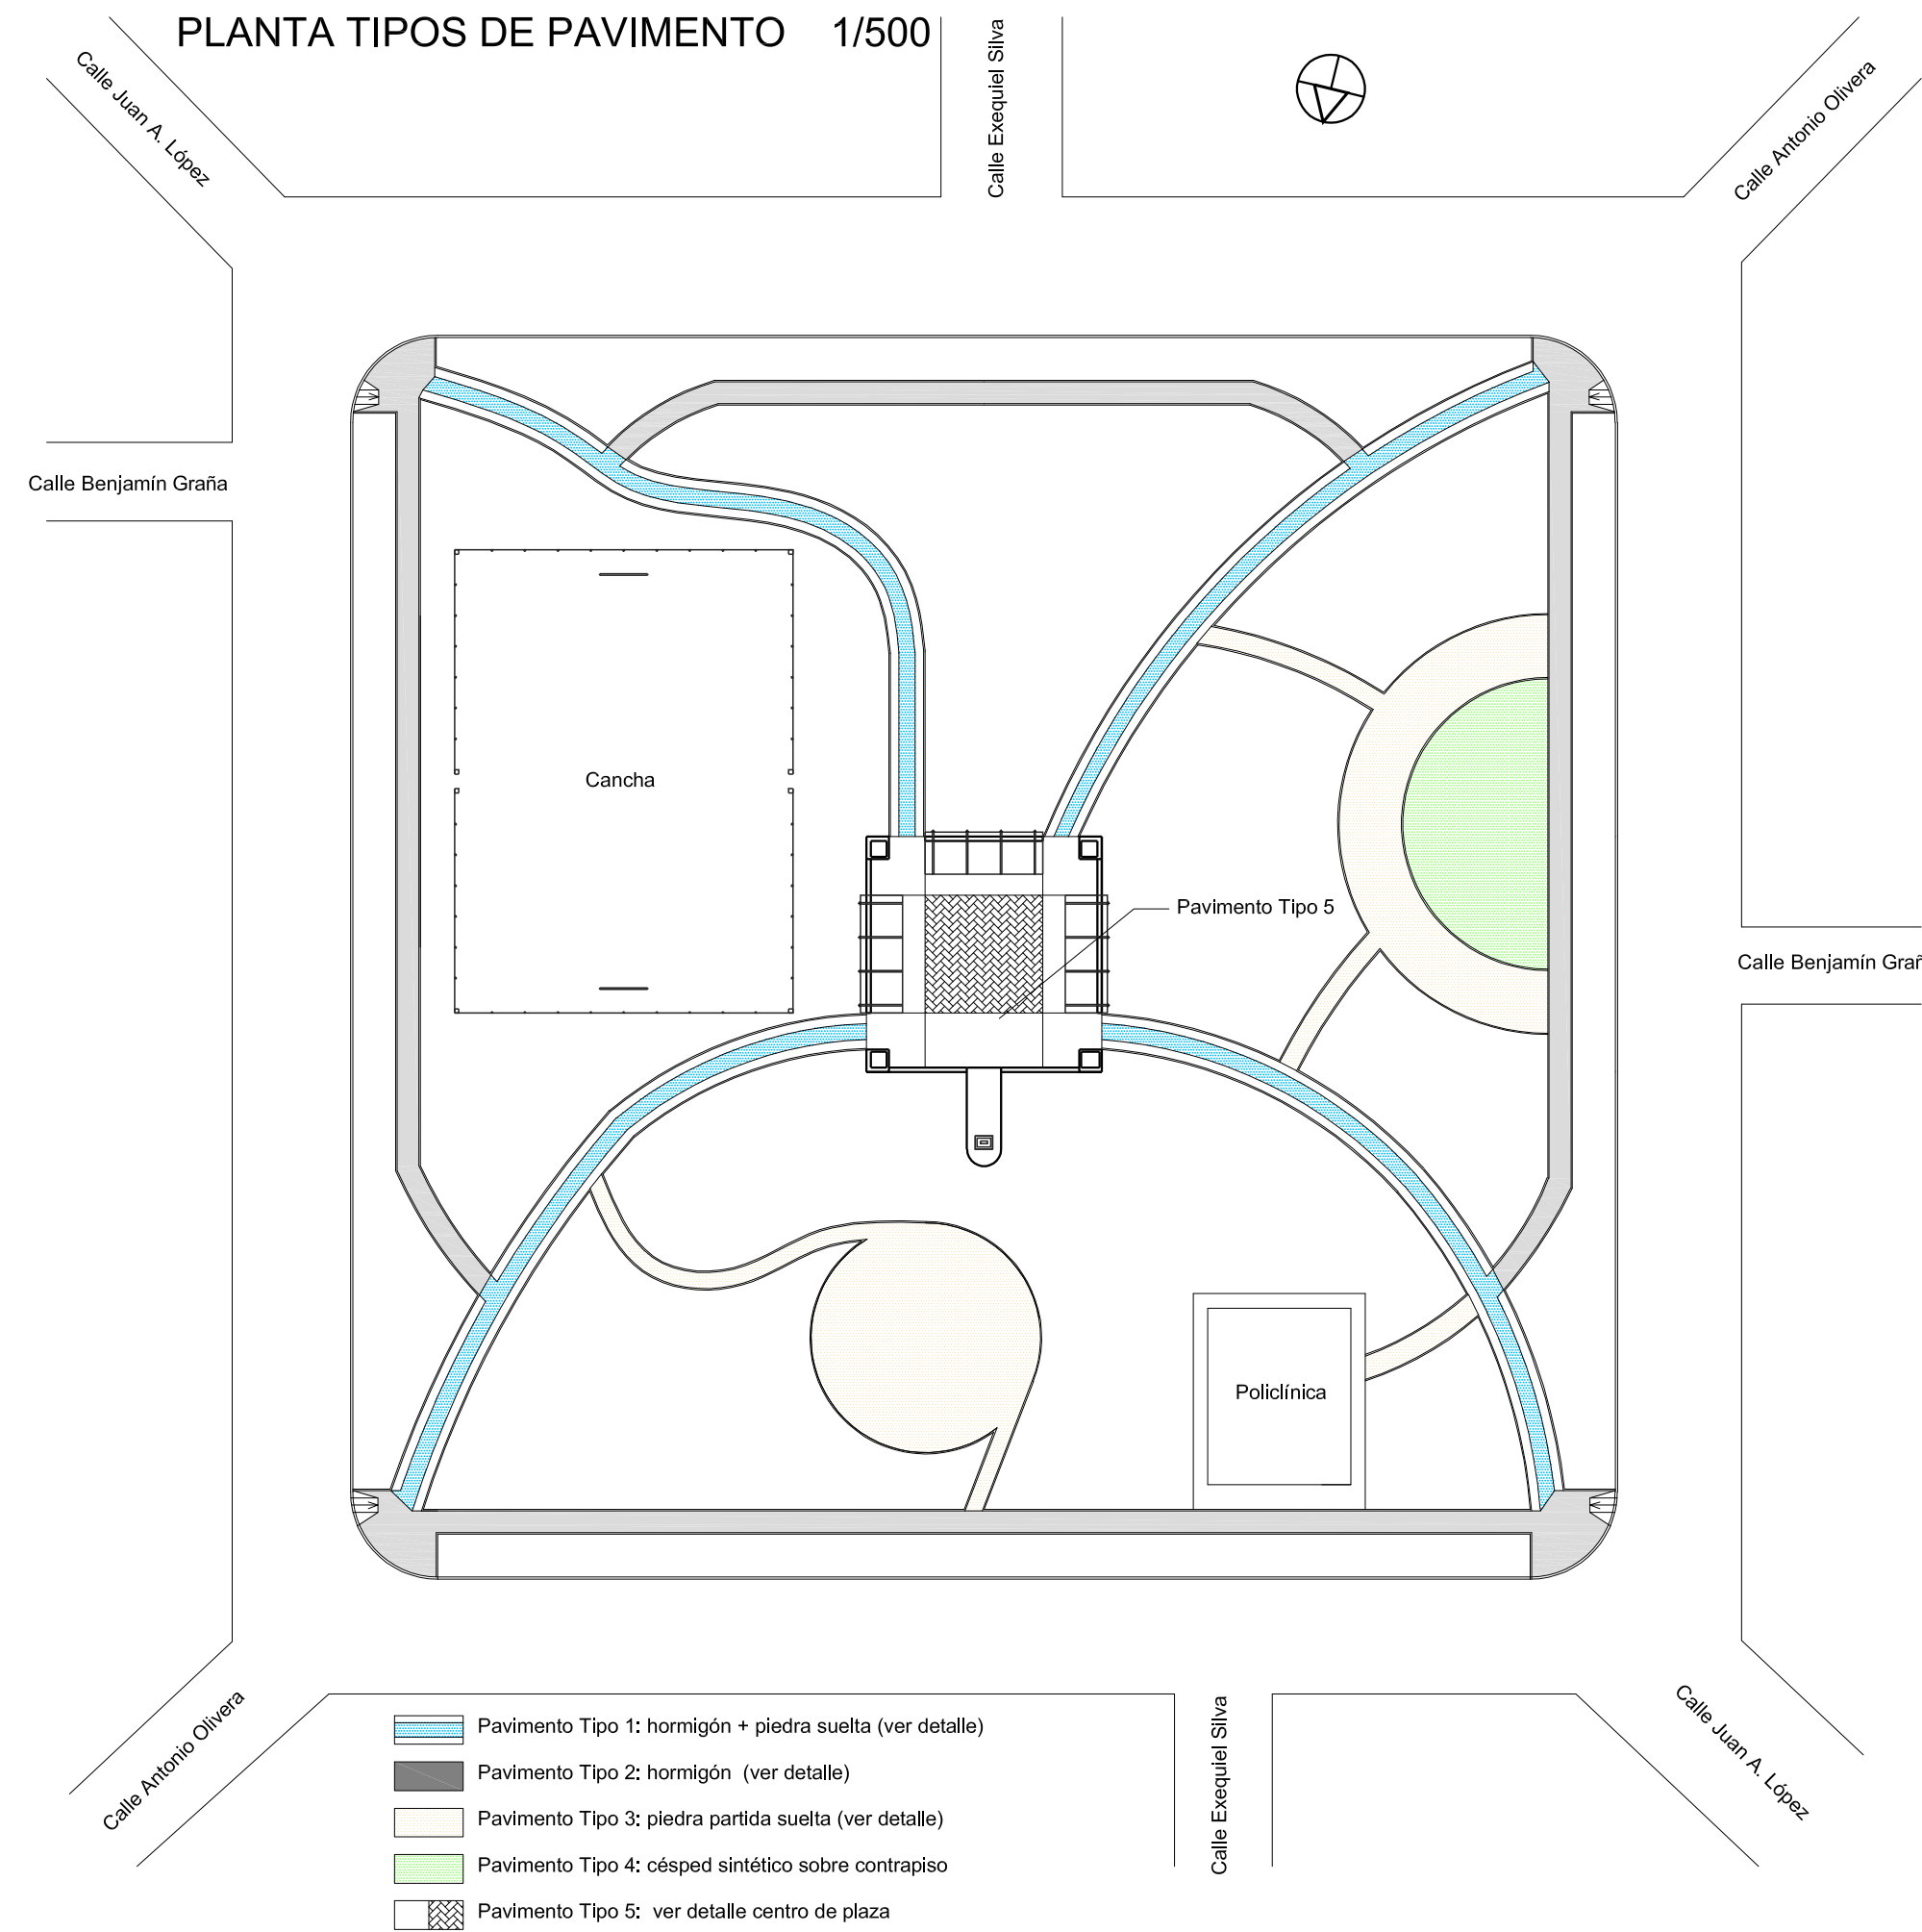 PLANTA TIPOS DE PAVIMENTO 1/500
Calle Juan A. López
Calle Exequiel Silva
Calle Antonio Olivera
Calle Benjamín Graña
Cancha
Pavimento Tipo 5
Calle Benjamín Grañ
Policlínica
Calle Antonio Olivera
Calle Exequiel Silva
Calle Juan A. López
Pavimento Tipo 1: hormigón + piedra suelta (ver detalle)
Pavimento Tipo 2: hormigón (ver detalle)
Pavimento Tipo 3: piedra partida suelta (ver detalle)
Pavimento Tipo 4: césped sintético sobre contrapiso
Pavimento Tipo 5: ver detalle centro de plaza